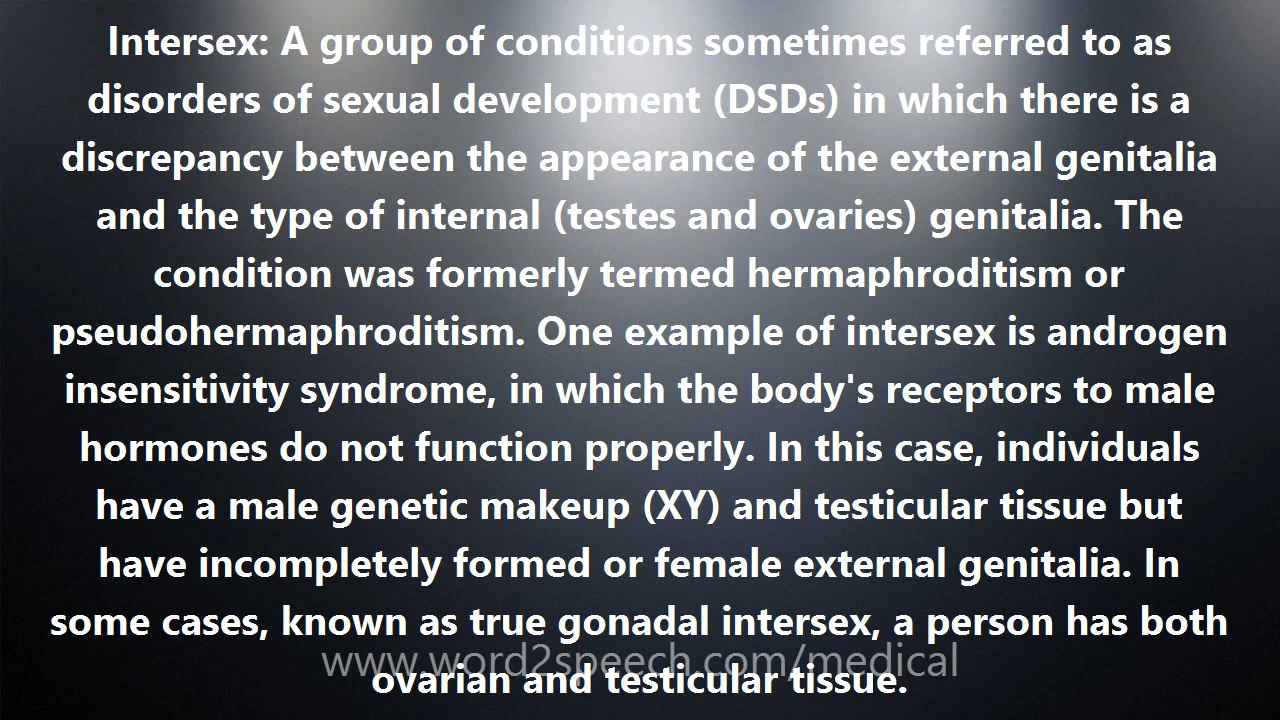 Intersex: A group of conditions sometimes referred to as
disorders of sexual development (DSDs) in which there is a
discrepancy between the appearance of the external genitalia
and the type of internal (testes and ovaries) genitalia. The
condition was formerly termed hermaphroditism or
pseudohermaphroditism. One example of intersex is androgen
insensitivity syndrome, in which the body's receptors to male
hormones do not function properly. In this case, individuals
have a male genetic makeup (XY) and testicular tissue but
have incompletely formed or female external genitalia. In
some cases, known as true gonadal intersex, a person has both
www.word2speech.com/medical
ovarian and testicular tissue.